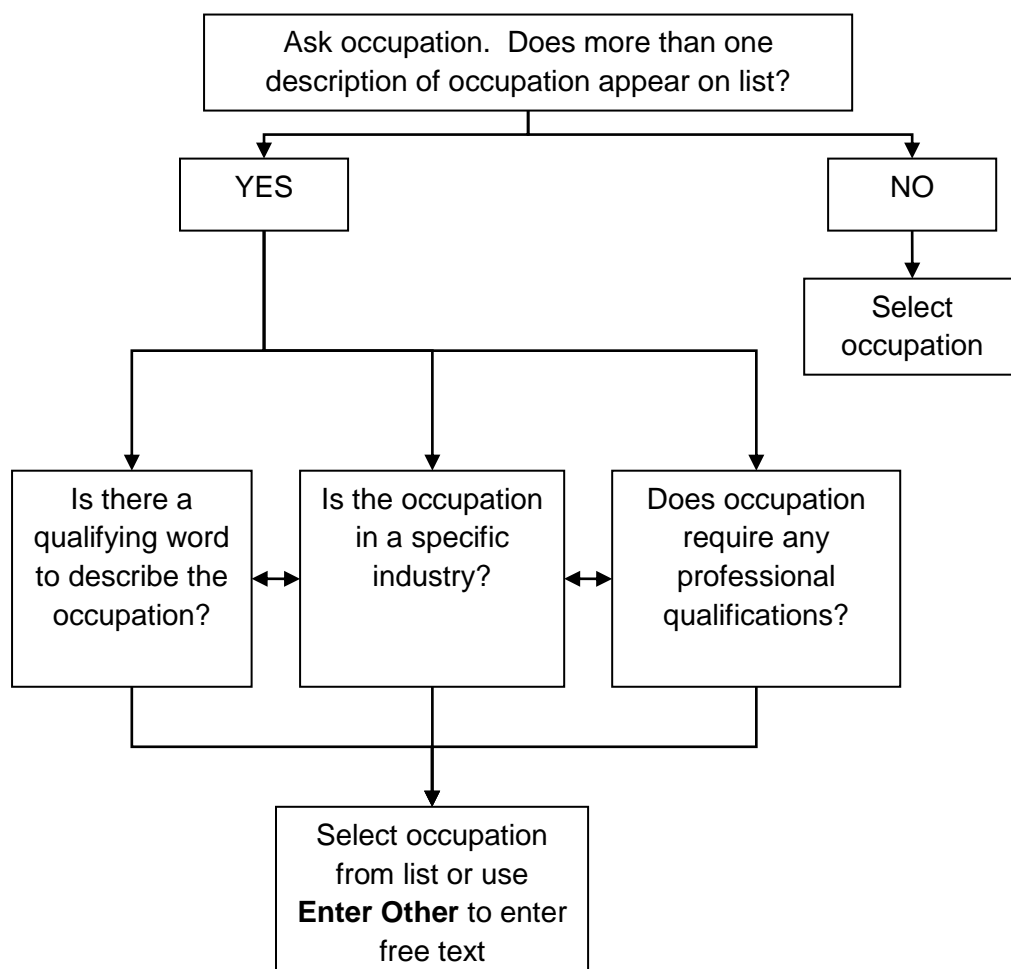 Ask occupation.  Does more than one
description of occupation appear on list?
YES
NO
Select
occupation
Is there a
qualifying word
to describe the
occupation?
Is the occupation
in a specific
industry?
Does occupation
require any
professional
qualifications?
Select occupation
from list or use
Enter Other to enter
free text